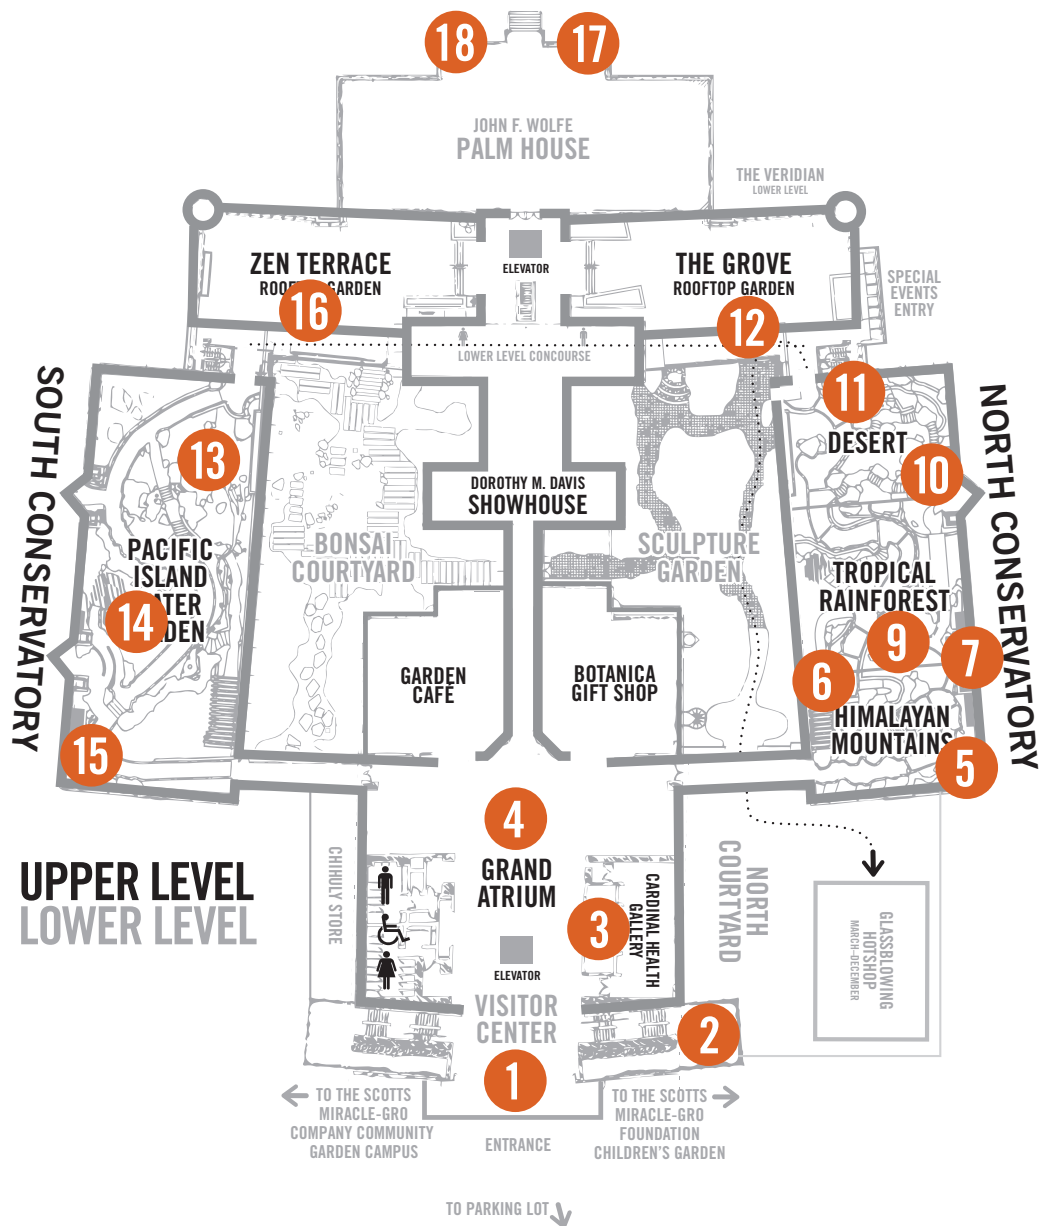 18
17
JOHN F. WOLFE
PALM HOUSE
THE VERIDIAN
LOWER LEVEL
ZEN TERRACE
ROOFTOP GARDEN
16
ELEVATOR
THE GROVE
ROOFTOP GARDEN
12
SPECIAL
EVENTS
ENTRY
LOWER LEVEL CONCOURSE
SOUTH CONSERVATORY
NORTH CONSERVATORY
13
11
DESERT
10
DOROTHY M. DAVIS
SHOWHOUSE
PACIFIC
ISLAND
WATER
GARDEN
14
BONSAI
COURTYARD
SCULPTURE
GARDEN
TROPICAL
RAINFOREST
9
7
6
GARDEN
CAFÉ
BOTANICA
GIFT SHOP
HIMALAYAN
MOUNTAINS
15
5
4
GRAND
ATRIUM
UPPER LEVEL
LOWER LEVEL
CHIHULY STORE
3
CARDINAL HEALTH
GALLERY
NORTH
COURTYARD
GLASSBLOWING
HOTSHOP
MARCH–DECEMBER
ELEVATOR
VISITOR
CENTER
2
1
TO THE SCOTTS
MIRACLE-GRO
COMPANY COMMUNITY
GARDEN CAMPUS
ENTRANCE
TO THE SCOTTS
MIRACLE-GRO
FOUNDATION
CHILDREN'S GARDEN
TO PARKING LOT